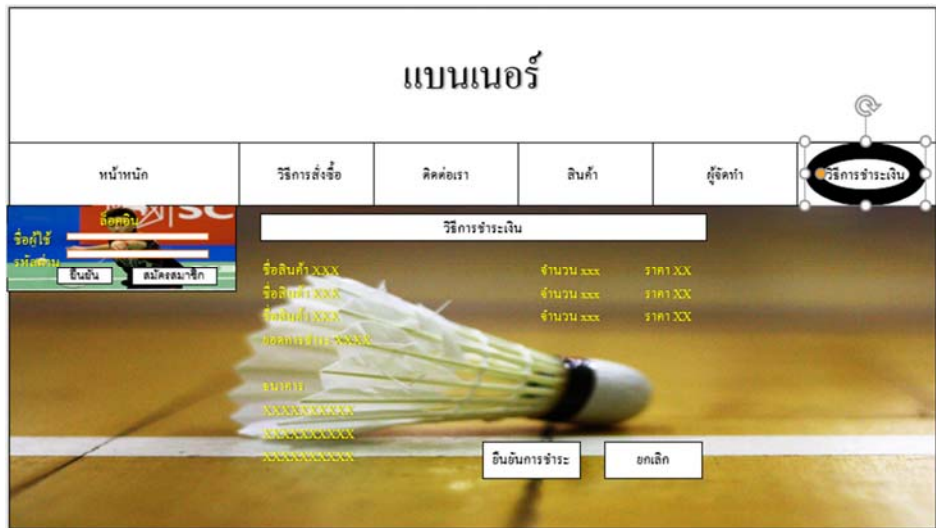 แบนเนอร์
หน้าหนัก วิธีการสั่งซื้อ ติดต่อเรา สินค้า ผู้จัดทำ วิธีการชำระเงิน
ล็อคอิน
ชื่อผู้ใช้
รหัสผ่าน
ยืนยัน สมัครสมาชิก
วิธีการชำระเงิน
ชื่อสินค้า XXX จำนวน xxx ราคา XX
ชื่อสินค้า XXX จำนวน xxx ราคา XX
ชื่อสินค้า XXX จำนวน xxx ราคา XX
ยอดการชำระ XXXX
ธนาคาร
XXXXXXXXXX
XXXXXXXXXX
XXXXXXXXXX
ยืนยันการชำระ ยกเลิก